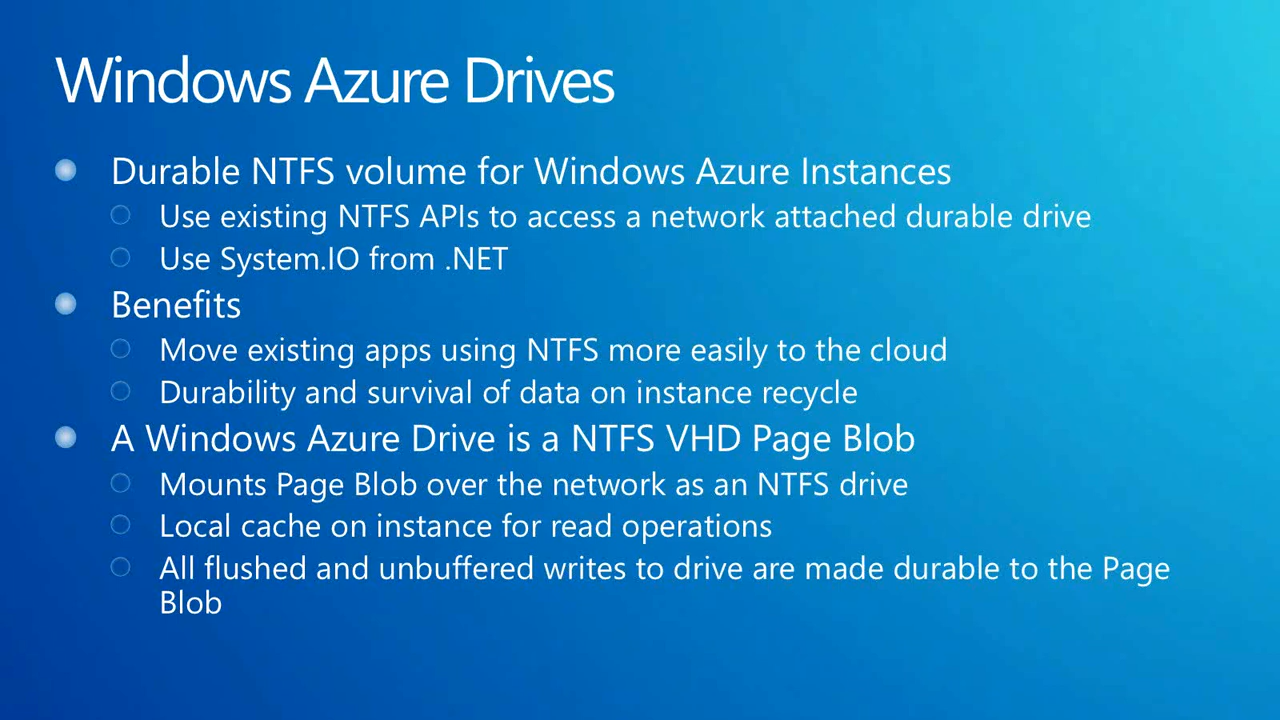 Windows Azure Drives
Durable NTFS volume for Windows Azure Instances
Use existing NTFS APIs to access a network attached durable drive
Use System.IO from .NET
Benefits
Move existing apps using NTFS more easily to the cloud
Durability and survival of data on instance recycle
A Windows Azure Drive is a NTFS VHD Page Blob
Mounts Page Blob over the network as an NTFS drive
Local cache on instance for read operations
All flushed and unbuffered writes to drive are made durable to the Page
Blob